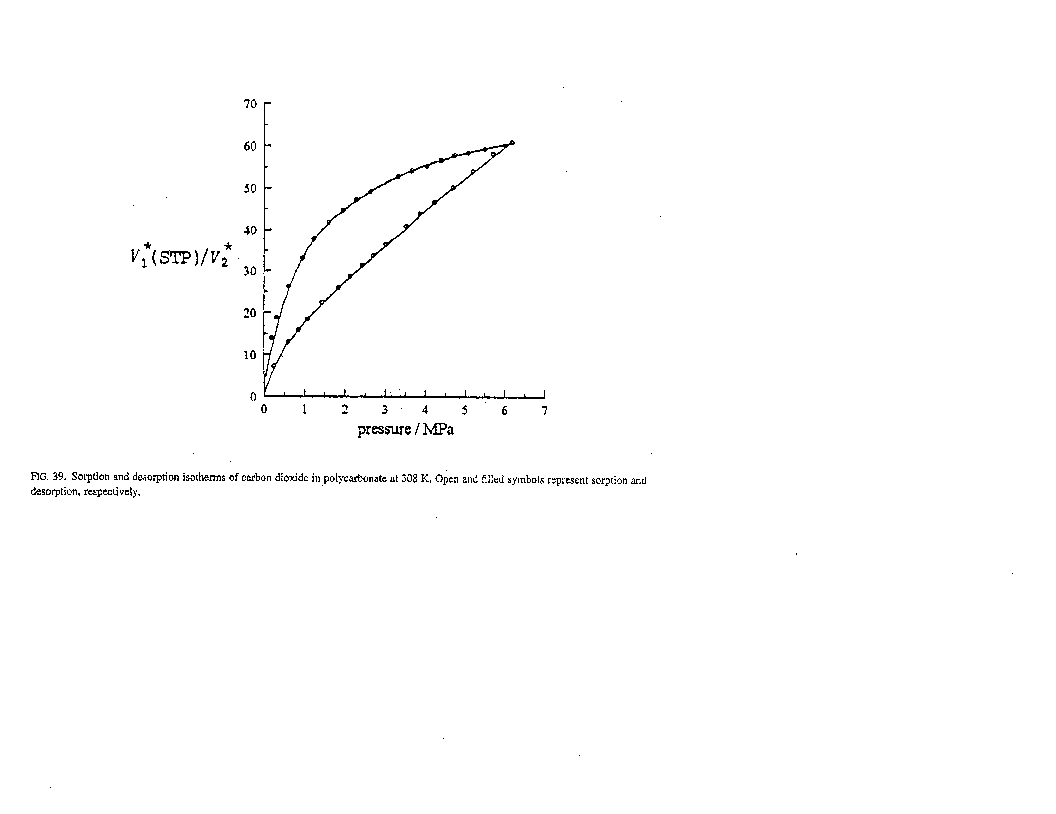 70
60
50
40
30
20
10
0
V₁*(STP)/V₂*
0 1 2 3 4 5 6 7
pressure / MPa
FIG. 39. Sorption and desorption isotherms of carbon dioxide in polycarbonate at 308 K. Open and filled symbols represent sorption and
desorption, respectively.